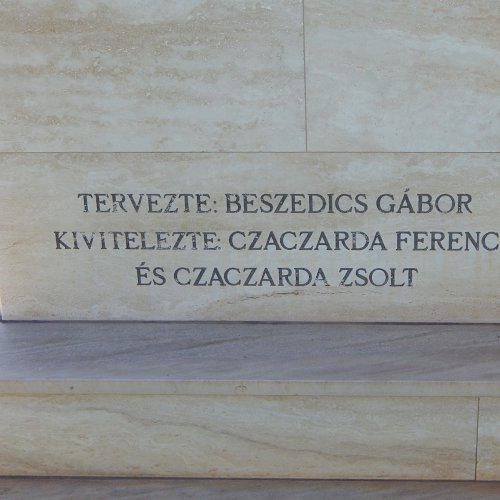 TERVEZTE: BESZEDICS GÁBOR
KIVITELEZTE: CZACZARDA FERENC
ÉS CZACZARDA ZSOLT